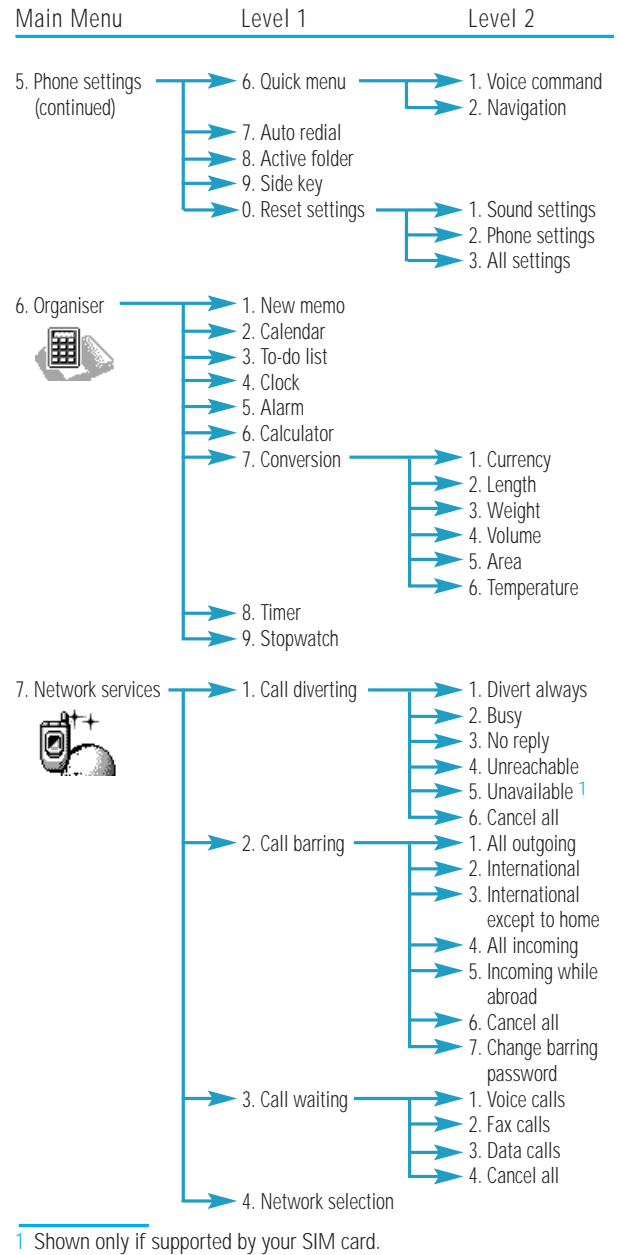 Main Menu Level 1 Level 2
5. Phone settings 6. Quick menu 1. Voice command
(continued) 2. Navigation
7. Auto redial
8. Active folder
9. Side key
0. Reset settings 1. Sound settings
2. Phone settings
3. All settings
6. Organiser 1. New memo
2. Calendar
3. To-do list
4. Clock
5. Alarm
6. Calculator
7. Conversion 1. Currency
2. Length
3. Weight
4. Volume
5. Area
6. Temperature
8. Timer
9. Stopwatch
7. Network services 1. Call diverting 1. Divert always
2. Busy
3. No reply
4. Unreachable
5. Unavailable 1
6. Cancel all
2. Call barring 1. All outgoing
2. International
3. International
except to home
4. All incoming
5. Incoming while
abroad
6. Cancel all
7. Change barring
password
3. Call waiting 1. Voice calls
2. Fax calls
3. Data calls
4. Cancel all
4. Network selection
1 Shown only if supported by your SIM card.